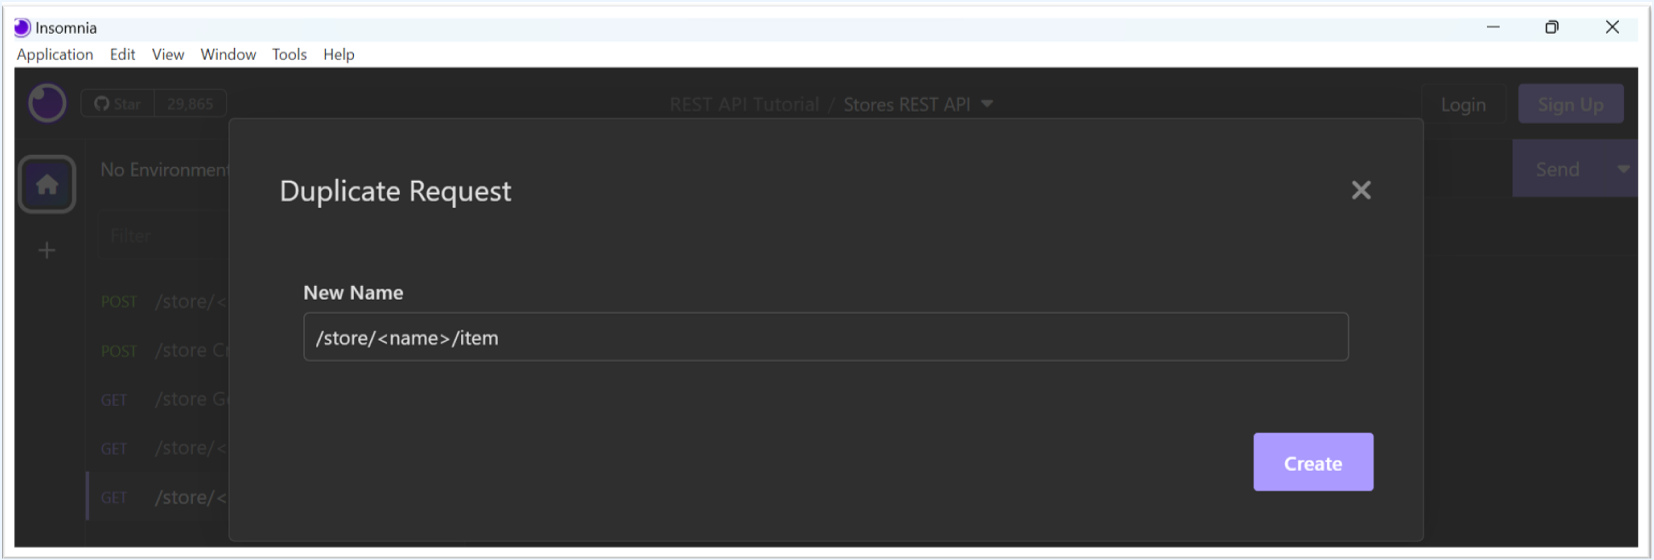 Insomnia
Application Edit View Window Tools Help
Star 29,865
REST API Tutorial / Stores REST API
Login
Sign Up
No Environment
Send
Duplicate Request
Filter
New Name
POST /store/<
/store/<name>/item
POST /store Cr
GET /store Ge
GET /store/<
Create
GET /store/<